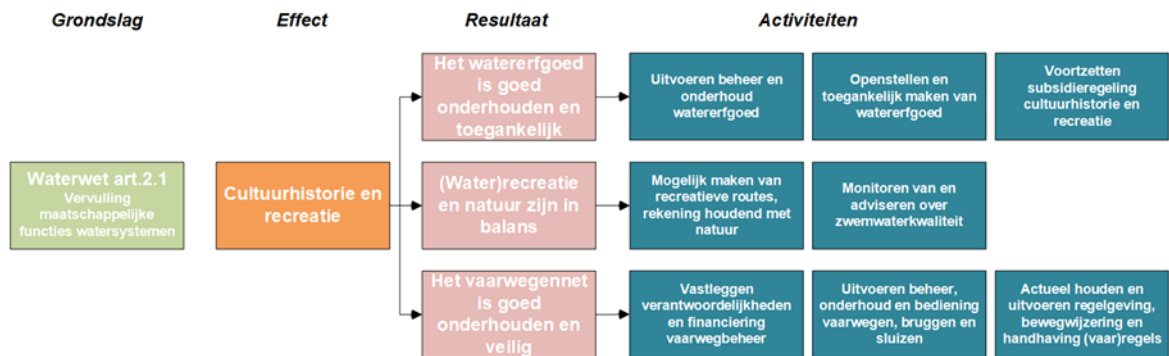 Grondslag
Effect
Resultaat
Activiteiten
Waterwet art.2.1
Vervulling
maatschappelijke
functies watersystemen
Cultuurhistorie en
recreatie
Het watererfgoed
is goed
onderhouden en
toegankelijk
Uitvoeren beheer en
onderhoud
watererfgoed
Openstellen en
toegankelijk maken van
watererfgoed
Voortzetten
subsidieregeling
cultuurhistorie en
recreatie
(Water)recreatie
en natuur zijn in
balans
Mogelijk maken van
recreatieve routes,
rekening houdend met
natuur
Monitoren van en
adviseren over
zwemwaterkwaliteit
Het vaarwegennet
is goed
onderhouden en
veilig
Vastleggen
verantwoordelijkheden
en financiering
vaarwegbeheer
Uitvoeren beheer,
onderhoud en bediening
vaarwegen, bruggen en
sluizen
Actueel houden en
uitvoeren regelgeving,
bewegwijzering en
handhaving (vaar)regels